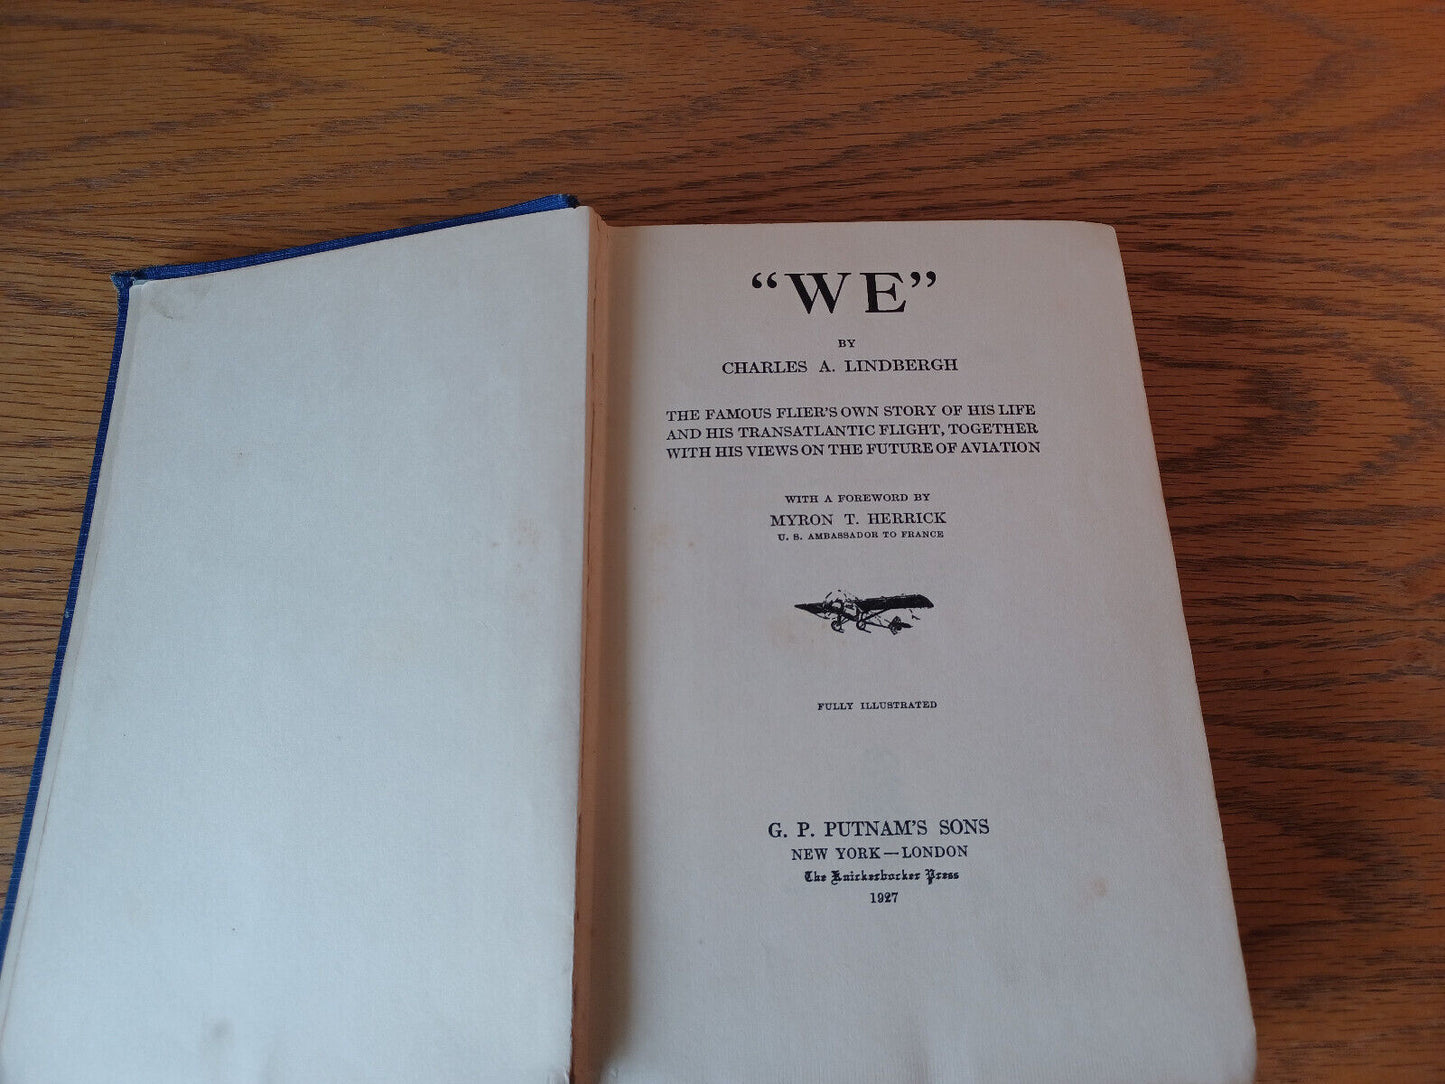 “WE”
BY
CHARLES A. LINDBERGH
THE FAMOUS FLIER'S OWN STORY OF HIS LIFE
AND HIS TRANSATLANTIC FLIGHT, TOGETHER
WITH HIS VIEWS ON THE FUTURE OF AVIATION
WITH A FOREWORD BY
MYRON T. HERRICK
U. S. AMBASSADOR TO FRANCE
FULLY ILLUSTRATED
G. P. PUTNAM'S SONS
NEW YORK — LONDON
The Knickerbocker Press
1927